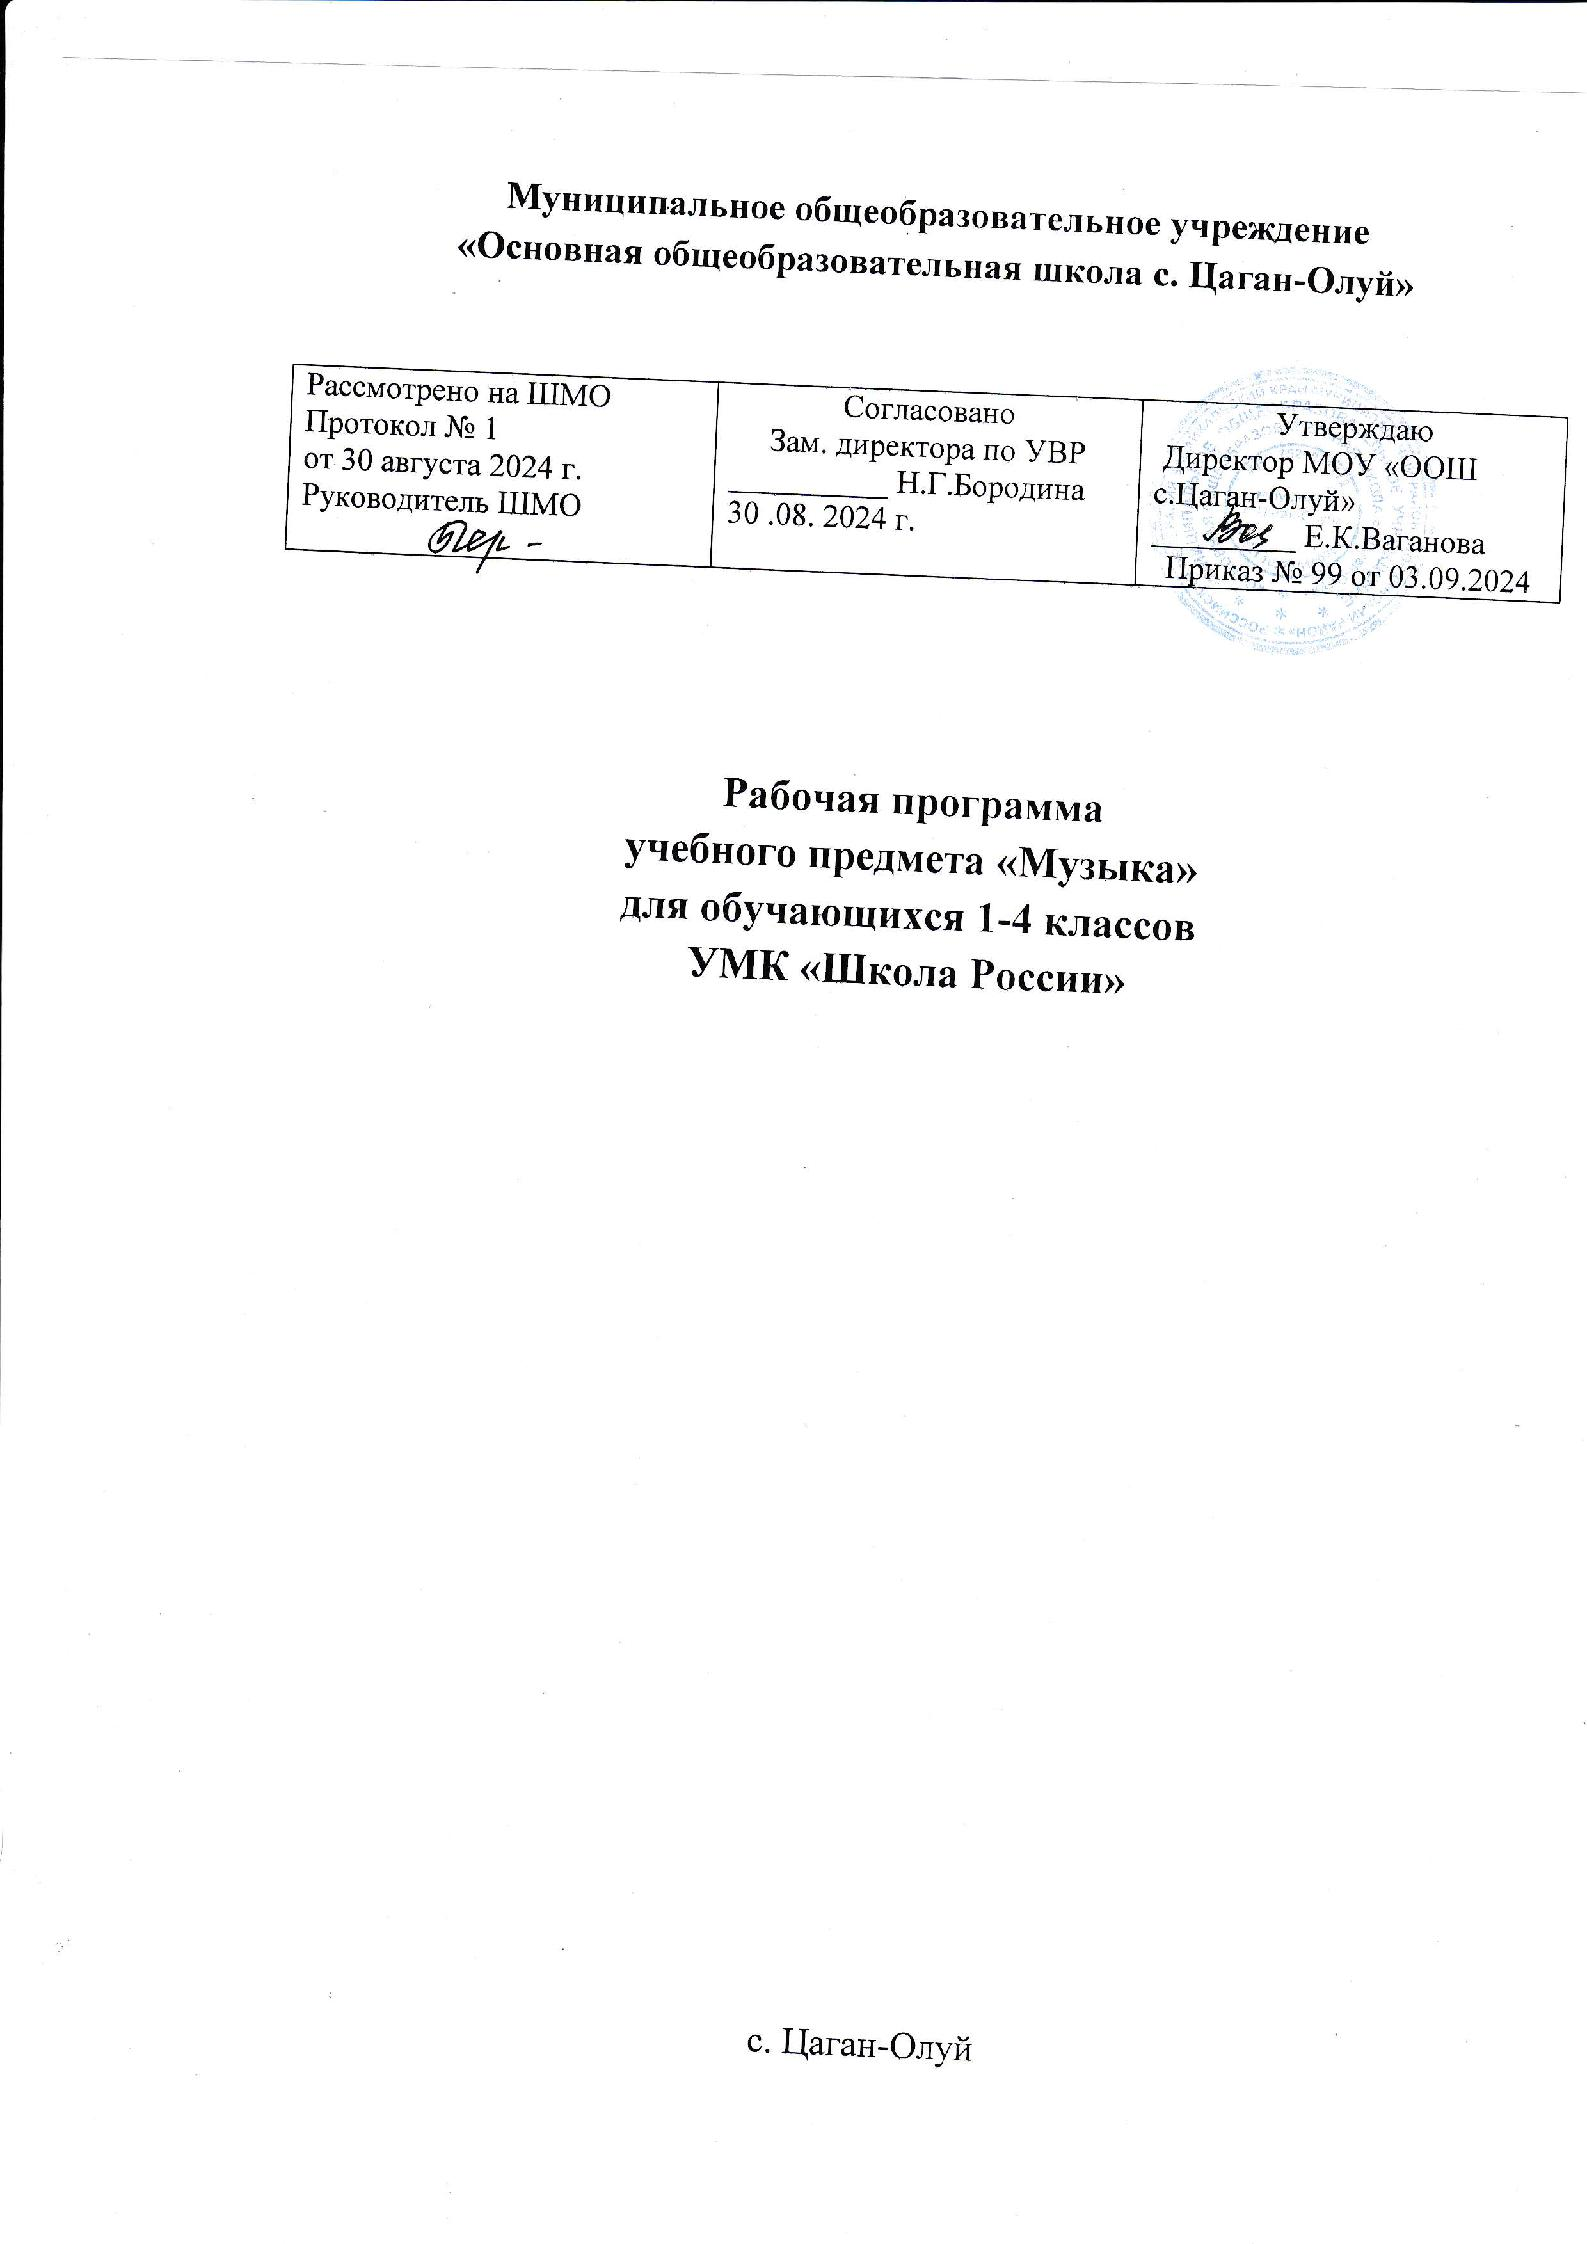 Муниципальное общеобразовательное учреждение
«Основная общеобразовательная школа с. Цаган-Олуй»
Рассмотрено на ШМО
Протокол № 1
от 30 августа 2024 г.
Руководитель ШМО
Согласовано
Зам. директора по УВР
__________ Н.Г.Бородина
30 .08. 2024 г.
Утверждаю
Директор МОУ «ООШ
с.Цаган-Олуй»
_________ Е.К.Ваганова
Приказ № 99 от 03.09.2024
Рабочая программа
учебного предмета «Музыка»
для обучающихся 1-4 классов
УМК «Школа России»
с. Цаган-Олуй